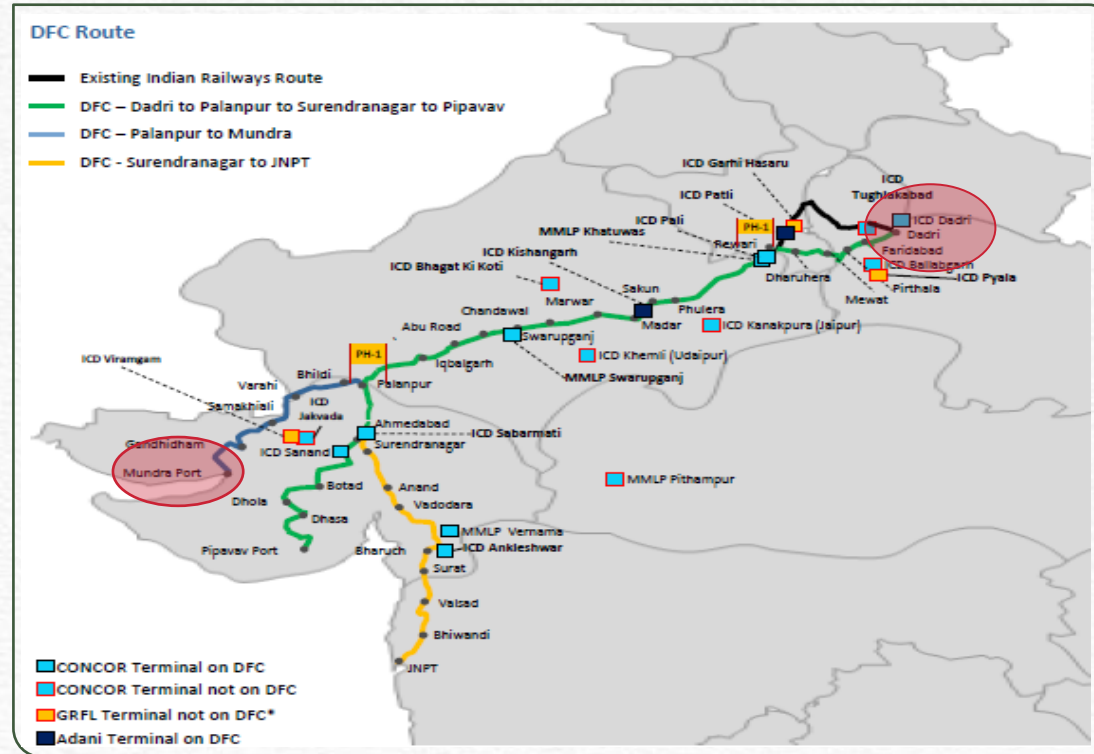 DFC Route
Existing Indian Railways Route
DFC – Dadri to Palanpur to Surendranagar to Pipavav
DFC – Palanpur to Mundra
DFC - Surendranagar to JNPT
ICD Garhi Hasaru
ICD
Tughlakabad
ICD Patli
ICD Dadri
Dadri
ICD Pali
PH-1
MMLP Khatuwas
Rewari
Faridabad
ICD Kishangarh
ICD Ballabgarh
ICD Bhagat Ki Koti
Dharuhera
ICD Pyala
Pirthala
Mewat
Sakun
Marwar
Phulera
Chandawal
Madar
ICD Kanakpura (Jaipur)
Abu Road
Swarupganj
ICD Viramgam
PH-1
Iqbalgarh
ICD Khemli (Udaipur)
MMLP Swarupganj
Bhildi
Palanpur
Varahi
ICD
Jakvada
Samakhiali
Ahmedabad
ICD Sabarmati
Gandhidham
Surendranagar
ICD Sanand
Mundra Port
MMLP Pithampur
Botad
Anand
Dhola
Vadodara
Dhasa
MMLP Vernama
Pipavav Port
Bharuch
ICD Ankleshwar
Surat
Valsad
Bhiwandi
JNPT
CONCOR Terminal on DFC
CONCOR Terminal not on DFC
GRFL Terminal not on DFC*
Adani Terminal on DFC